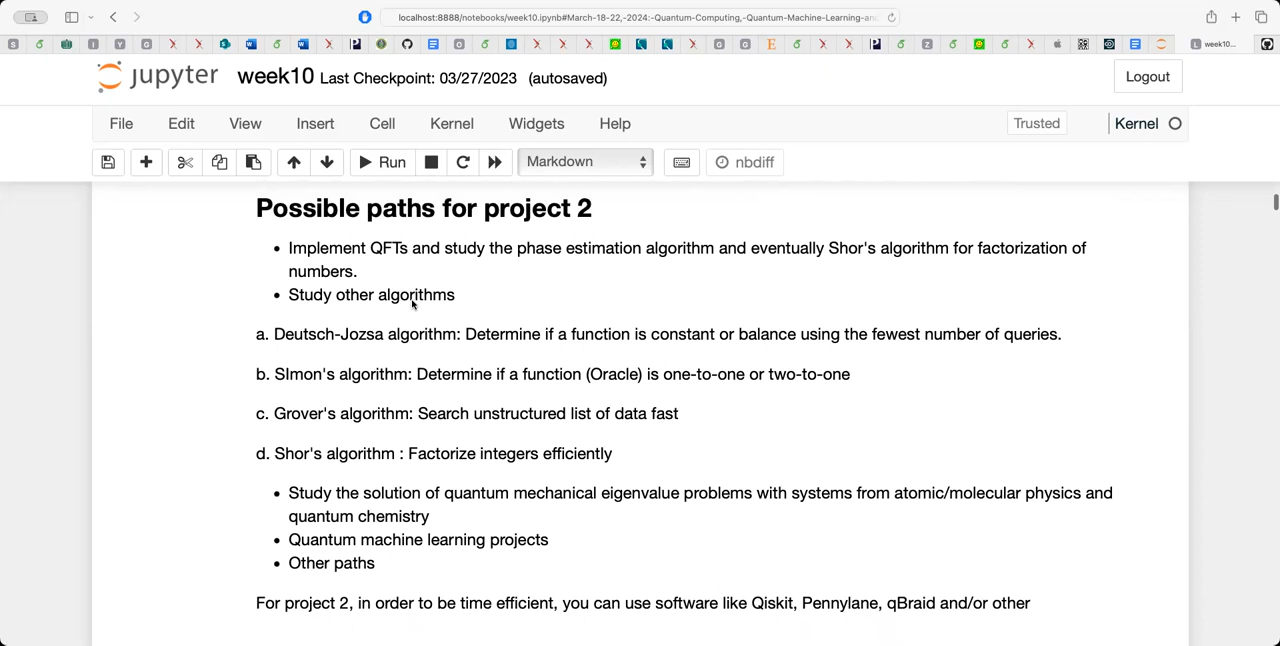 localhost:8888/notebooks/week10.ipynb#March-18-22,-2024:-Quantum-Computing,-Quantum-Machine-Learning-an
week10...
jupyter week10 Last Checkpoint: 03/27/2023 (autosaved)
Logout
File Edit View Insert Cell Kernel Widgets Help Trusted Kernel
Run Markdown nbdiff
Possible paths for project 2
• Implement QFTs and study the phase estimation algorithm and eventually Shor's algorithm for factorization of
numbers.
• Study other algorithms
a. Deutsch-Jozsa algorithm: Determine if a function is constant or balance using the fewest number of queries.
b. SImon's algorithm: Determine if a function (Oracle) is one-to-one or two-to-one
c. Grover's algorithm: Search unstructured list of data fast
d. Shor's algorithm : Factorize integers efficiently
• Study the solution of quantum mechanical eigenvalue problems with systems from atomic/molecular physics and
quantum chemistry
• Quantum machine learning projects
• Other paths
For project 2, in order to be time efficient, you can use software like Qiskit, Pennylane, qBraid and/or other